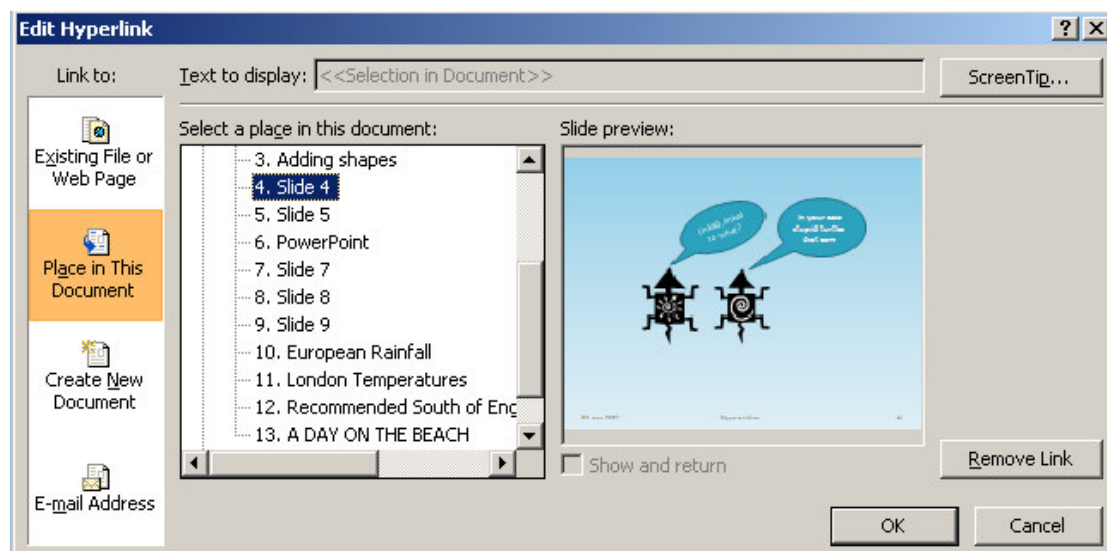 Edit Hyperlink
Link to:
Text to display: <<Selection in Document>>
ScreenTip...
Existing File or
Web Page
Place in This
Document
Create New
Document
E-mail Address
Select a place in this document:
3. Adding shapes
4. Slide 4
5. Slide 5
6. PowerPoint
7. Slide 7
8. Slide 8
9. Slide 9
10. European Rainfall
11. London Temperatures
12. Recommended South of Eng
13. A DAY ON THE BEACH
Slide preview:
Show and return
Remove Link
OK
Cancel